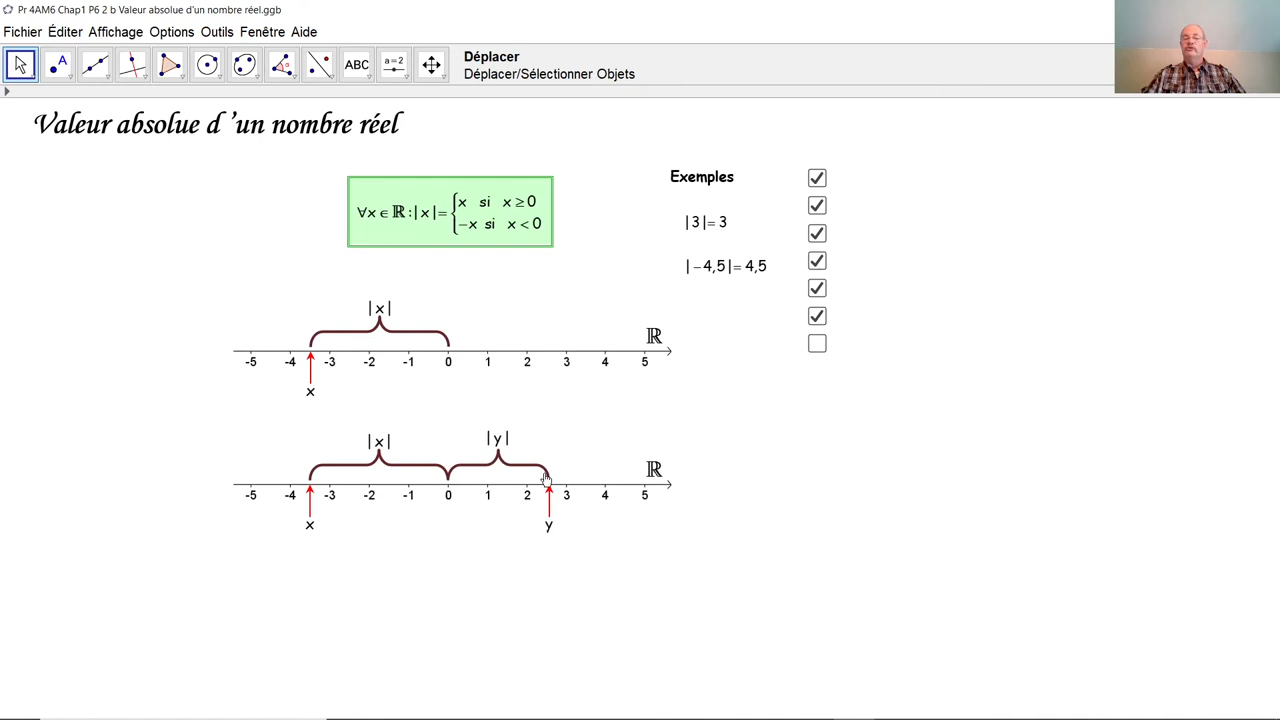 Pr 4AM6 Chap1 P6 2 b Valeur absolue d'un nombre réel.ggb
Fichier Éditer Affichage Options Outils Fenêtre Aide
A ABC a=2 Déplacer
Déplacer/Sélectionner Objets
Valeur absolue d 'un nombre réel
Exemples
∀x ∈ ℝ : |x| = { x si x ≥ 0
−x si x < 0
|3| = 3
|−4,5| = 4,5
|x|
ℝ
-5 -4 -3 -2 -1 0 1 2 3 4 5
x
|x| |y|
ℝ
-5 -4 -3 -2 -1 0 1 2 3 4 5
x y